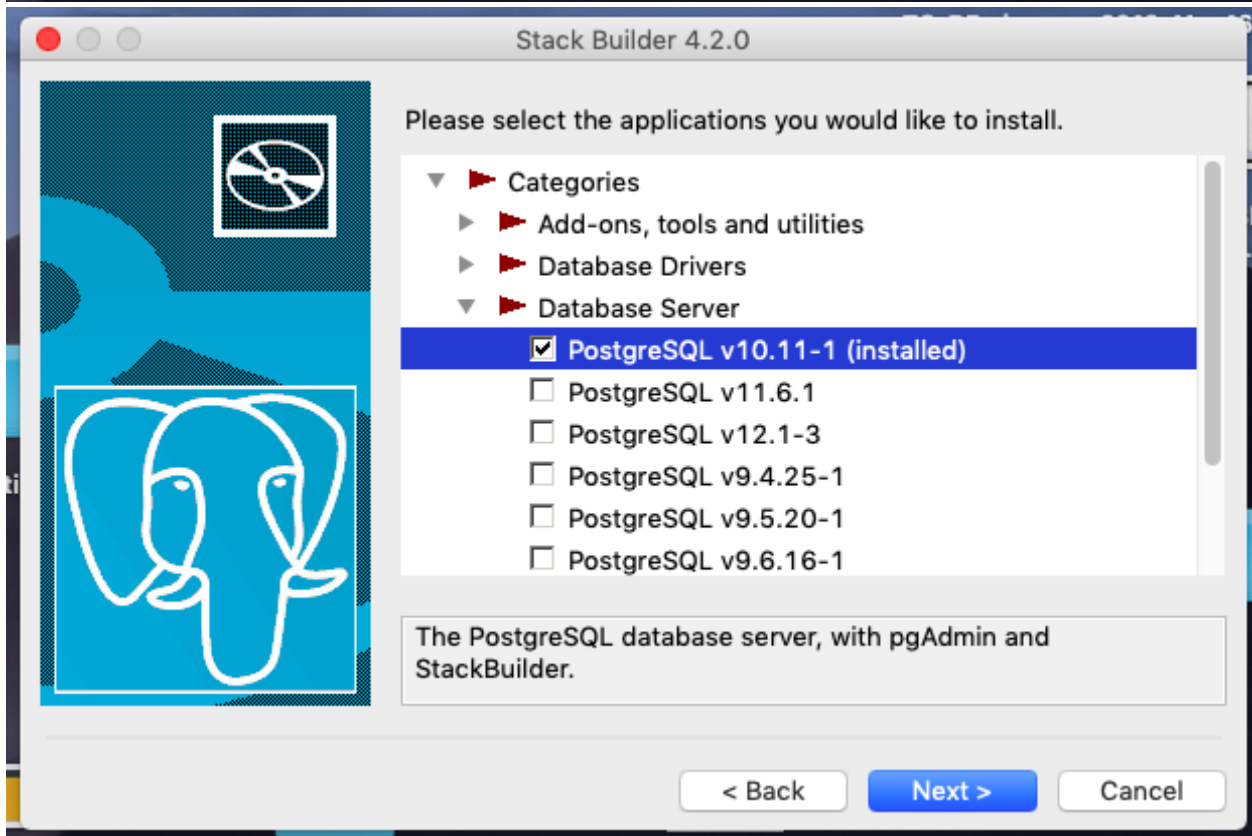 Stack Builder 4.2.0
Please select the applications you would like to install.
Categories
Add-ons, tools and utilities
Database Drivers
Database Server
PostgreSQL v10.11-1 (installed)
PostgreSQL v11.6.1
PostgreSQL v12.1-3
PostgreSQL v9.4.25-1
PostgreSQL v9.5.20-1
PostgreSQL v9.6.16-1
The PostgreSQL database server, with pgAdmin and
StackBuilder.
< Back
Next >
Cancel